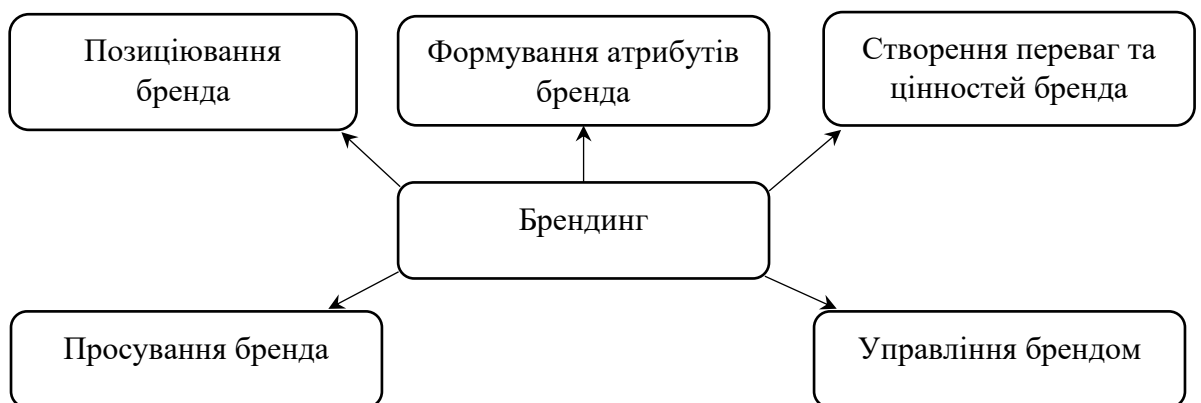 Позиціювання
бренда
Формування атрибутів
бренда
Створення переваг та
цінностей бренда
Брендинг
Просування бренда
Управління брендом